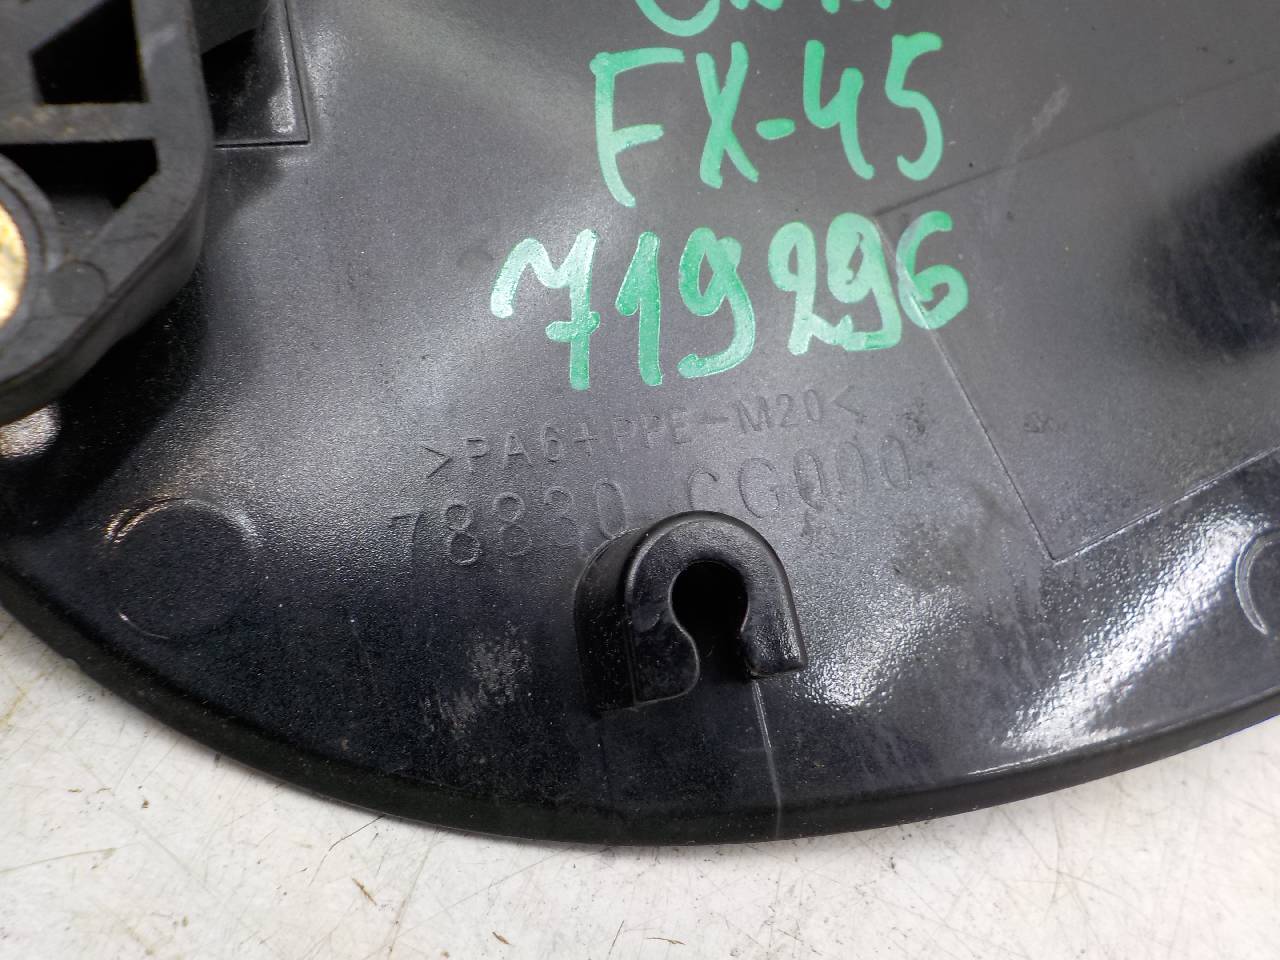 FX-45
719296
>PA6+PPE-M20<
78830 CG000